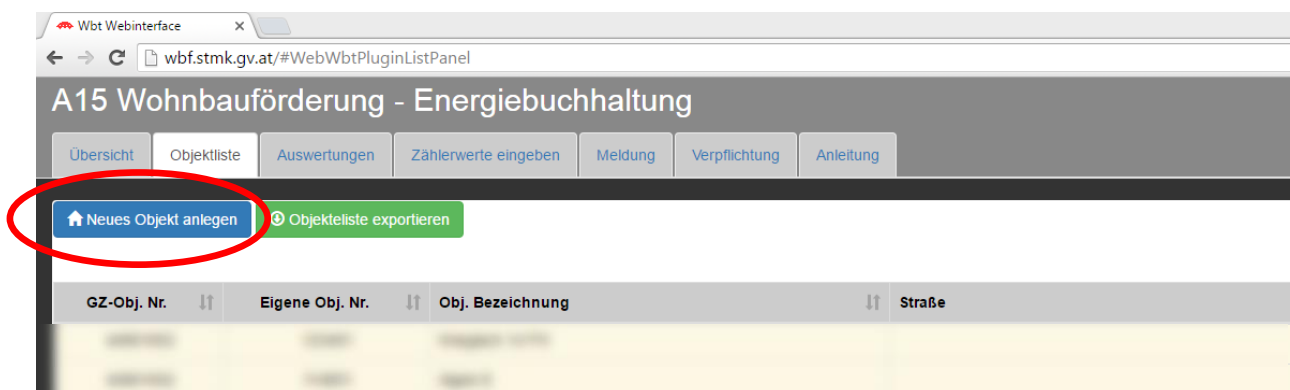 Wbt Webinterface
wbf.stmk.gv.at/#WebWbtPluginListPanel
A15 Wohnbauförderung - Energiebuchhaltung
Übersicht Objektliste Auswertungen Zählerwerte eingeben Meldung Verpflichtung Anleitung
Neues Objekt anlegen Objekteliste exportieren
GZ-Obj. Nr. Eigene Obj. Nr. Obj. Bezeichnung Straße